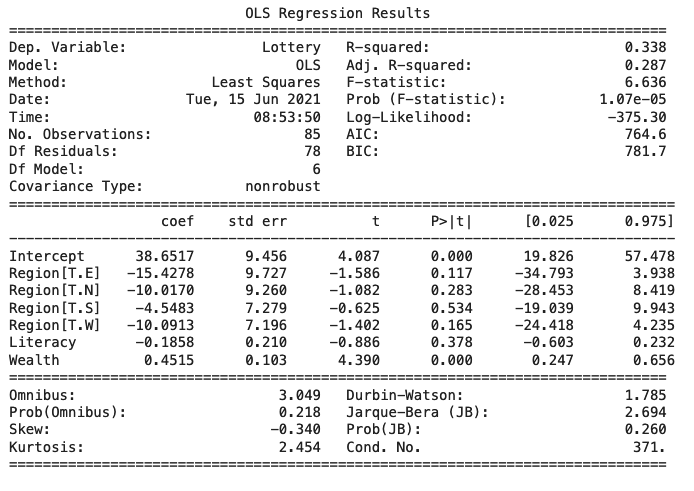 OLS Regression Results
==============================================================================
Dep. Variable:                Lottery   R-squared:                       0.338
Model:                            OLS   Adj. R-squared:                  0.287
Method:                 Least Squares   F-statistic:                     6.636
Date:                Tue, 15 Jun 2021   Prob (F-statistic):           1.07e-05
Time:                        08:53:50   Log-Likelihood:                -375.30
No. Observations:                  85   AIC:                             764.6
Df Residuals:                      78   BIC:                             781.7
Df Model:                           6
Covariance Type:            nonrobust
===============================================================================
                  coef    std err          t      P>|t|      [0.025      0.975]
-------------------------------------------------------------------------------
Intercept      38.6517      9.456      4.087      0.000      19.826      57.478
Region[T.E]   -15.4278      9.727     -1.586      0.117     -34.793       3.938
Region[T.N]   -10.0170      9.260     -1.082      0.283     -28.453       8.419
Region[T.S]    -4.5483      7.279     -0.625      0.534     -19.039       9.943
Region[T.W]   -10.0913      7.196     -1.402      0.165     -24.418       4.235
Literacy       -0.1858      0.210     -0.886      0.378      -0.603       0.232
Wealth          0.4515      0.103      4.390      0.000       0.247       0.656
==============================================================================
Omnibus:                        3.049   Durbin-Watson:                   1.785
Prob(Omnibus):                  0.218   Jarque-Bera (JB):                2.694
Skew:                          -0.340   Prob(JB):                        0.260
Kurtosis:                       2.454   Cond. No.                         371.
==============================================================================